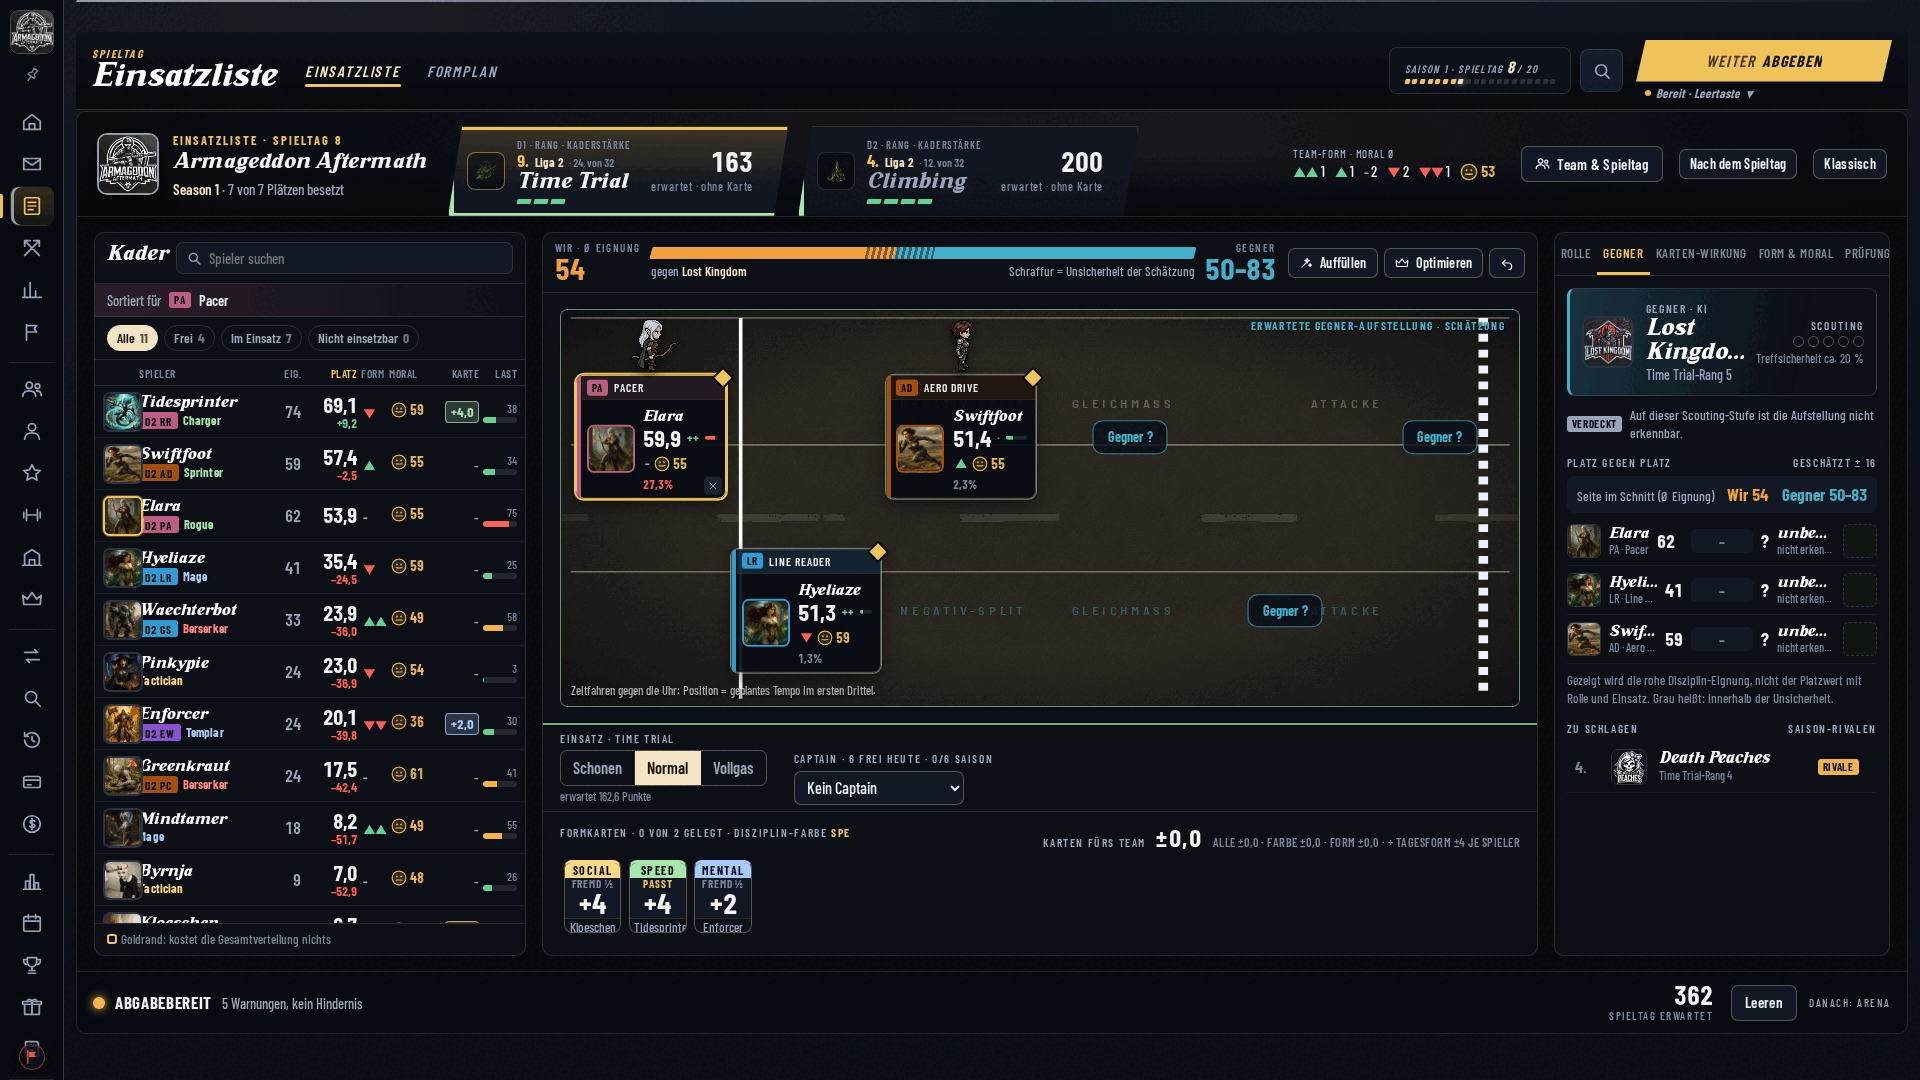 SPIELTAG
Einsatzliste
EINSATZLISTE
FORMPLAN
SAISON 1 · SPIELTAG 8 / 20
WEITER ABGEBEN
Bereit · Leertaste ▼
EINSATZLISTE · SPIELTAG 8
Armageddon Aftermath
Season 1 · 7 von 7 Plätzen besetzt
D1 · RANG · KADERSTÄRKE
9. Liga 2 · 24. von 32
Time Trial
163
erwartet · ohne Karte
D2 · RANG · KADERSTÄRKE
4. Liga 2 · 12. von 32
Climbing
200
erwartet · ohne Karte
TEAM-FORM · MORAL Ø
▲▲1 ▲1 -2 ▼2 ▼▼1 53
Team & Spieltag
Nach dem Spieltag
Klassisch
Kader
Spieler suchen
Sortiert für PA Pacer
Alle 11
Frei 4
Im Einsatz 7
Nicht einsetzbar 0
SPIELER EIG. PLATZ FORM MORAL KARTE LAST
Tidesprinter
D2 RR Charger
74 69,1 ▼ 59 +4,0 38
+9,2
Swiftfoot
D2 AD Sprinter
59 57,4 ▲ 55 - 34
−2,5
Elara
D2 PA Rogue
62 53,9 - 55 - 75
Hyeliaze
D2 LR Mage
41 35,4 ▼ 59 - 25
−24,5
Waechterbot
D2 GS Berserker
33 23,9 ▲▲ 49 - 58
−36,0
Pinkypie
Tactician
24 23,0 ▼ 54 - 3
−36,9
Enforcer
D2 EW Templar
24 20,1 ▼▼ 36 +2,0 30
−39,8
Greenkraut
D2 PC Berserker
24 17,5 - 61 - 41
−42,4
Mindtamer
Mage
18 8,2 ▲▲ 49 - 55
−51,7
Byrnja
Tactician
9 7,0 - 48 - 26
−52,9
Kloeschen
Goldrand: kostet die Gesamtverteilung nichts
WIR · Ø EIGNUNG
54
gegen Lost Kingdom
Schraffur = Unsicherheit der Schätzung
GEGNER
50–83
Auffüllen
Optimieren
ERWARTETE GEGNER-AUFSTELLUNG · SCHÄTZUNG
PA PACER
Elara
59,9 ++
- 55
27,3%
AD AERO DRIVE
Swiftfoot
51,4 -
▲ 55
2,3%
GLEICHMASS
ATTACKE
Gegner ?
Gegner ?
LR LINE READER
Hyeliaze
51,3 ++
▼ 59
1,3%
NEGATIV-SPLIT
GLEICHMASS
ATTACKE
Gegner ?
Zeitfahren gegen die Uhr: Position = geplantes Tempo im ersten Drittel.
EINSATZ · TIME TRIAL
Schonen
Normal
Vollgas
erwartet 162,6 Punkte
CAPTAIN · 6 FREI HEUTE · 0/6 SAISON
Kein Captain
FORMKARTEN · 0 VON 2 GELEGT · DISZIPLIN-FARBE SPE
KARTEN FÜRS TEAM ±0,0 ALLE ±0,0 · FARBE ±0,0 · FORM ±0,0 · + TAGESFORM ±4 JE SPIELER
SOCIAL
FREMD ½
+4
Kloeschen
SPEED
PASST
+4
Tidesprinte
MENTAL
FREMD ½
+2
Enforcer
ROLLE
GEGNER
KARTEN-WIRKUNG
FORM & MORAL
PRÜFUNG
GEGNER · KI
Lost Kingdo...
Time Trial-Rang 5
SCOUTING
Treffsicherheit ca. 20 %
VERDECKT
Auf dieser Scouting-Stufe ist die Aufstellung nicht
erkennbar.
PLATZ GEGEN PLATZ
GESCHÄTZT ± 16
Seite im Schnitt (Ø Eignung) Wir 54 Gegner 50–83
Elara 62 - ? unbe...
PA · Pacer nicht erken...
Hyeli... 41 - ? unbe...
LR · Line ... nicht erken...
Swif... 59 - ? unbe...
AD · Aero ... nicht erken...
Gezeigt wird die rohe Disziplin-Eignung, nicht der Platzwert mit
Rolle und Einsatz. Grau heißt: innerhalb der Unsicherheit.
ZU SCHLAGEN
SAISON-RIVALEN
4. Death Peaches
Time Trial-Rang 4
RIVALE
ABGABEBEREIT 5 Warnungen, kein Hindernis
362
SPIELTAG ERWARTET
Leeren
DANACH: ARENA